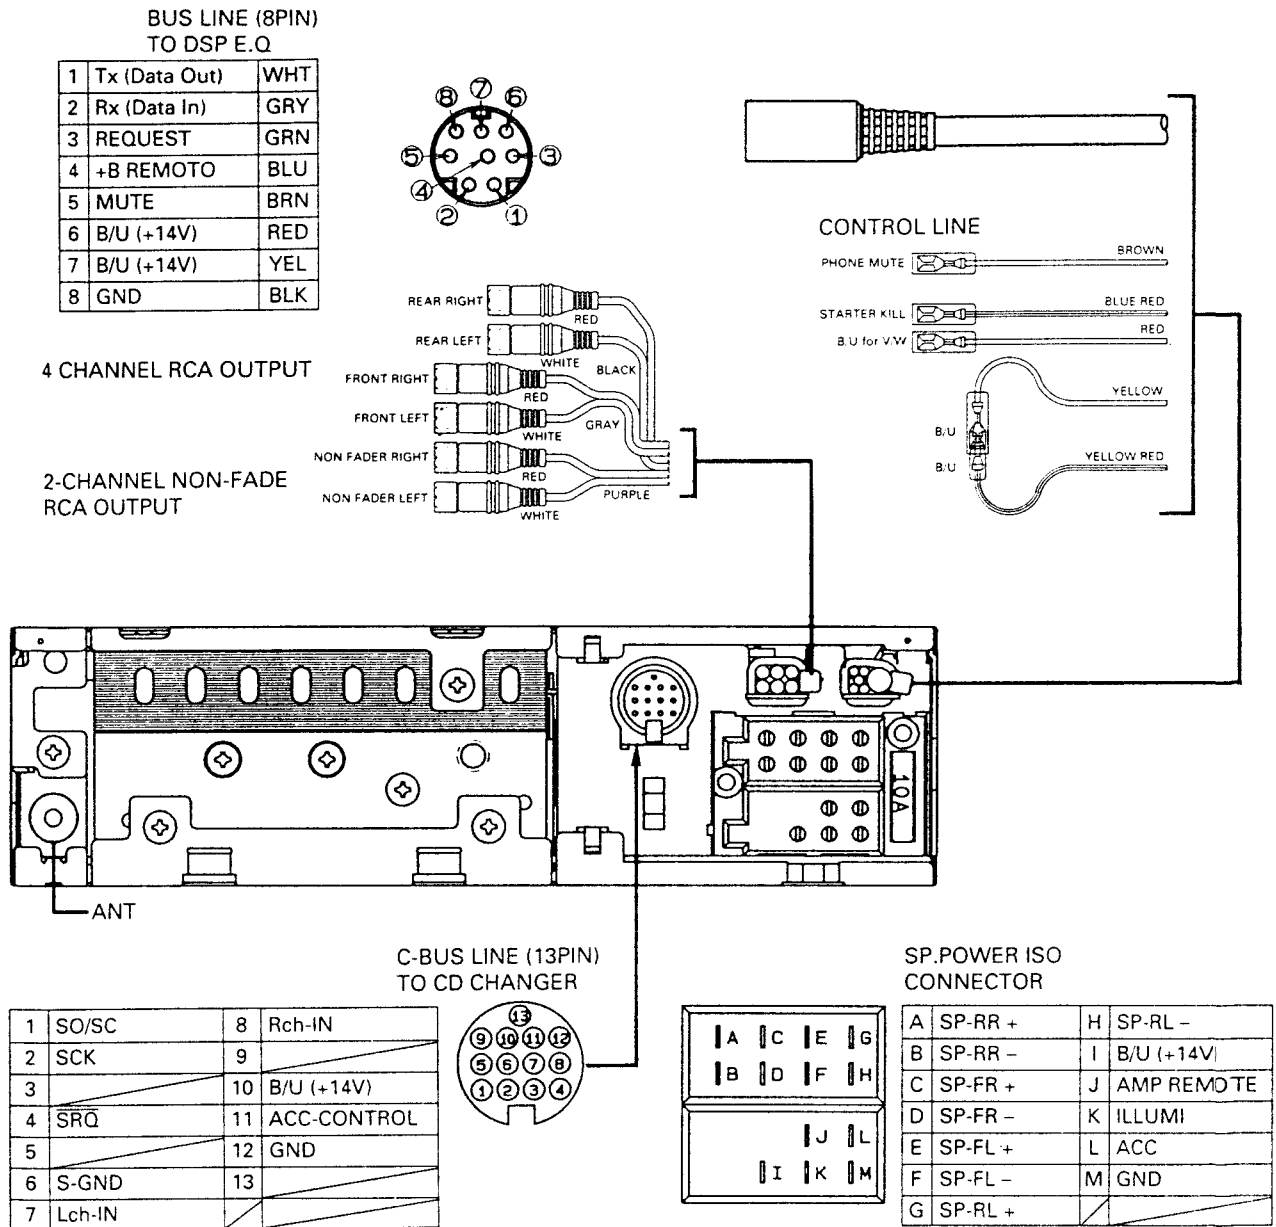 BUS LINE (8PIN)
TO DSP E.Q
1 Tx (Data Out) WHT
2 Rx (Data In) GRY
3 REQUEST GRN
4 +B REMOTO BLU
5 MUTE BRN
6 B/U (+14V) RED
7 B/U (+14V) YEL
8 GND BLK
8 7 6
5 3
4
2 1
CONTROL LINE
PHONE MUTE BROWN
STARTER KILL BLUE RED
B.U for V/W RED
YELLOW
B/U
B/U YELLOW RED
4 CHANNEL RCA OUTPUT
REAR RIGHT RED
REAR LEFT WHITE BLACK
FRONT RIGHT RED
FRONT LEFT WHITE GRAY
2-CHANNEL NON-FADE
RCA OUTPUT
NON FADER RIGHT RED
NON FADER LEFT WHITE PURPLE
10A
ANT
C-BUS LINE (13PIN)
TO CD CHANGER
1 SO/SC 8 Rch-IN
2 SCK 9
3 10 B/U (+14V)
4 SRQ 11 ACC-CONTROL
5 12 GND
6 S-GND 13
7 Lch-IN
13
9 10 11 12
5 6 7 8
1 2 3 4
SP.POWER ISO
CONNECTOR
A C E G
B D F H
J L
I K M
A SP-RR + H SP-RL -
B SP-RR - I B/U (+14V)
C SP-FR + J AMP REMOTE
D SP-FR - K ILLUMI
E SP-FL + L ACC
F SP-FL - M GND
G SP-RL +